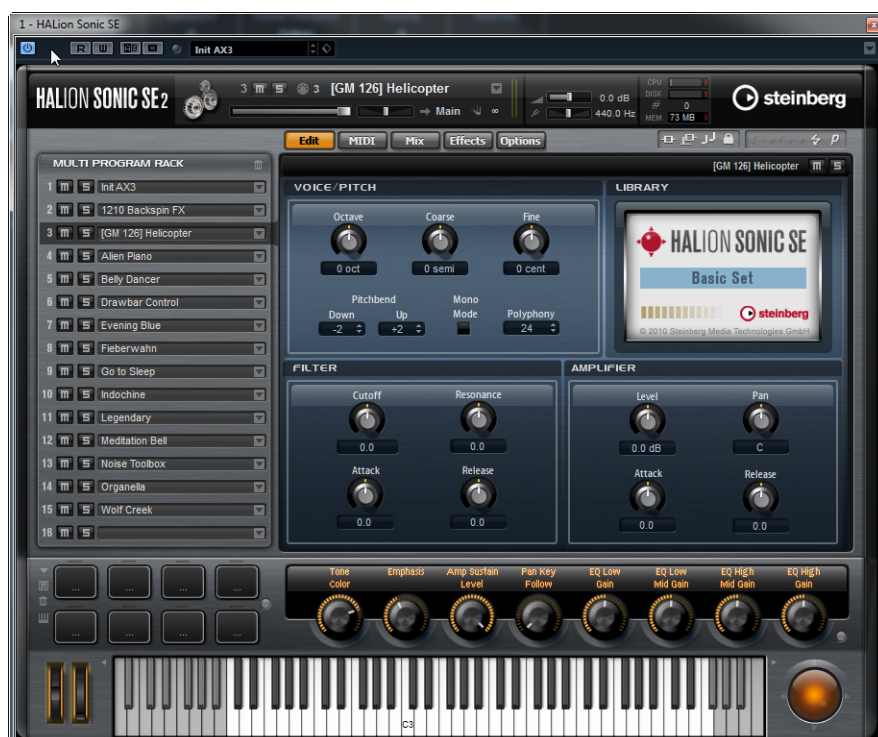 1 - HALion Sonic SE
R W AB Init AX3
HALION SONIC SE2
3 m S 3 [GM 126] Helicopter
Main ∞
0.0 dB
440.0 Hz
CPU
DISK
# 0
MEM 73 MB
steinberg
Edit MIDI Mix Effects Options
MULTI PROGRAM RACK
1 m S Init AX3
2 m S 1210 Backspin FX
3 m S [GM 126] Helicopter
4 m S Alien Piano
5 m S Belly Dancer
6 m S Drawbar Control
7 m S Evening Blue
8 m S Fieberwahn
9 m S Go to Sleep
10 m S Indochine
11 m S Legendary
12 m S Meditation Bell
13 m S Noise Toolbox
14 m S Organella
15 m S Wolf Creek
16 m S
[GM 126] Helicopter m S
VOICE/PITCH
Octave Coarse Fine
0 oct 0 semi 0 cent
Pitchbend Mono
Down Up Mode Polyphony
-2 +2 24
LIBRARY
HALION SONIC SE
Basic Set
steinberg
© 2010 Steinberg Media Technologies GmbH
FILTER
Cutoff Resonance
0.0 0.0
Attack Release
0.0 0.0
AMPLIFIER
Level Pan
0.0 dB C
Attack Release
0.0 0.0
... ... ... ...
... ... ... ...
Tone Emphasis Amp Sustain Pan Key EQ Low EQ Low EQ High EQ High
Color Level Follow Gain Mid Gain Mid Gain Gain
C3